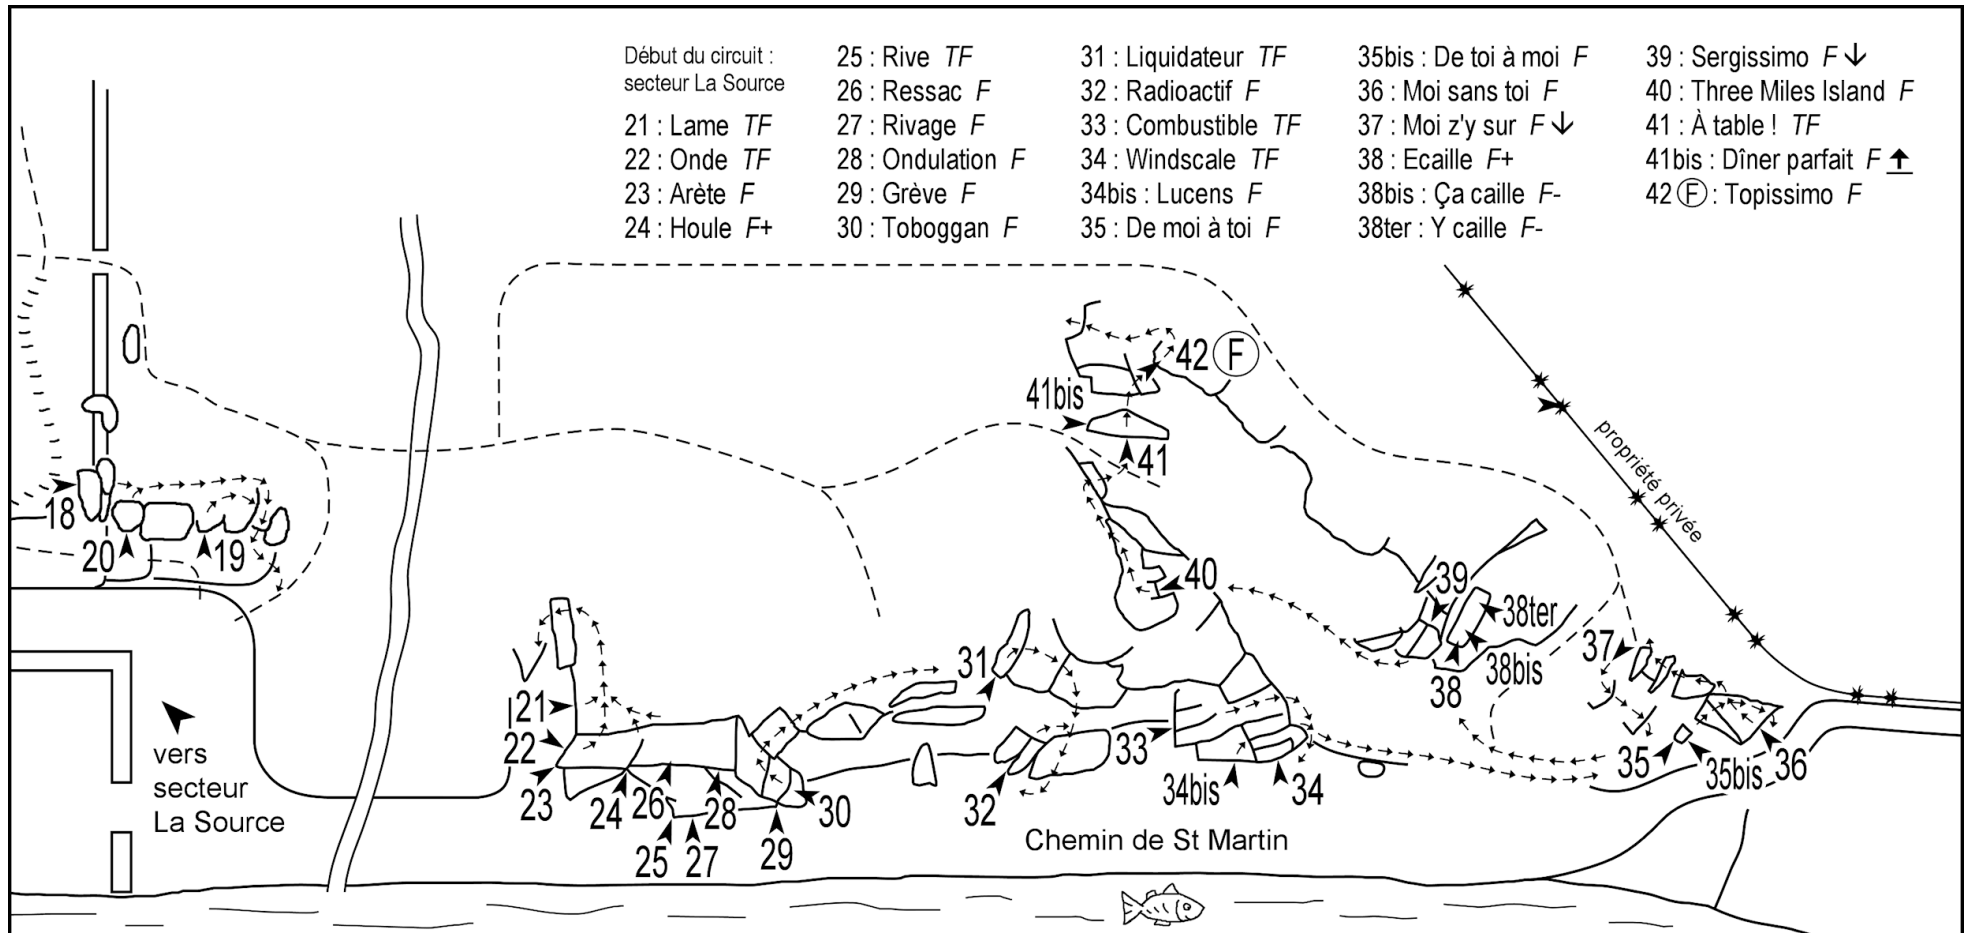 Début du circuit :
secteur La Source
21 : Lame TF
22 : Onde TF
23 : Arète F
24 : Houle F+
25 : Rive TF
26 : Ressac F
27 : Rivage F
28 : Ondulation F
29 : Grève F
30 : Toboggan F
31 : Liquidateur TF
32 : Radioactif F
33 : Combustible TF
34 : Windscale TF
34bis : Lucens F
35 : De moi à toi F
35bis : De toi à moi F
36 : Moi sans toi F
37 : Moi z'y sur F ↓
38 : Ecaille F+
38bis : Ça caille F-
38ter : Y caille F-
39 : Sergissimo F ↓
40 : Three Miles Island F
41 : À table ! TF
41bis : Dîner parfait F ↑
42 Ⓕ : Topissimo F
42 Ⓕ
41bis
41
propriété privée
18
20
19
40
39
38ter
38bis
38
37
31
21
22
23
24
26
25
28
27
29
30
32
33
34bis
34
35
35bis
36
vers
secteur
La Source
Chemin de St Martin